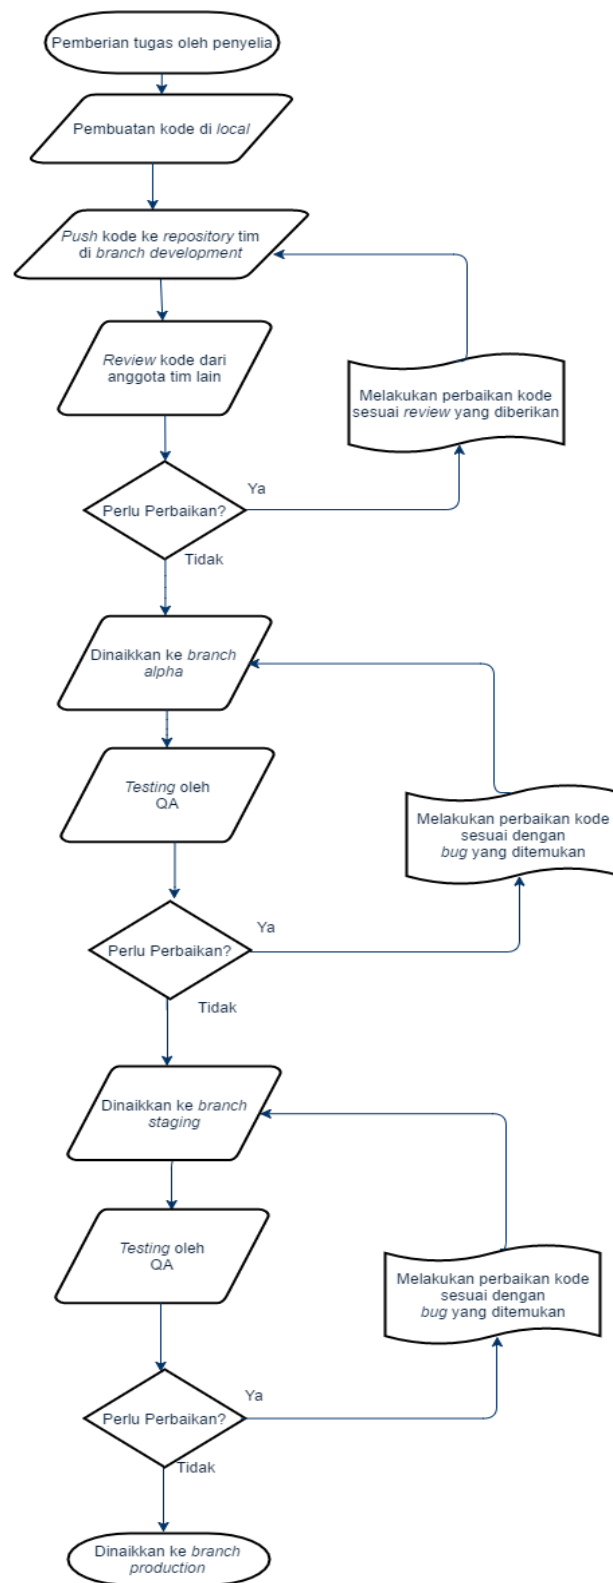 Pemberian tugas oleh penyelia
Pembuatan kode di local
Push kode ke repository tim
di branch development
Review kode dari
anggota tim lain
Melakukan perbaikan kode
sesuai review yang diberikan
Perlu Perbaikan?
Ya
Tidak
Dinaikkan ke branch
alpha
Testing oleh
QA
Melakukan perbaikan kode
sesuai dengan
bug yang ditemukan
Perlu Perbaikan?
Ya
Tidak
Dinaikkan ke branch
staging
Testing oleh
QA
Melakukan perbaikan kode
sesuai dengan
bug yang ditemukan
Perlu Perbaikan?
Ya
Tidak
Dinaikkan ke branch
production